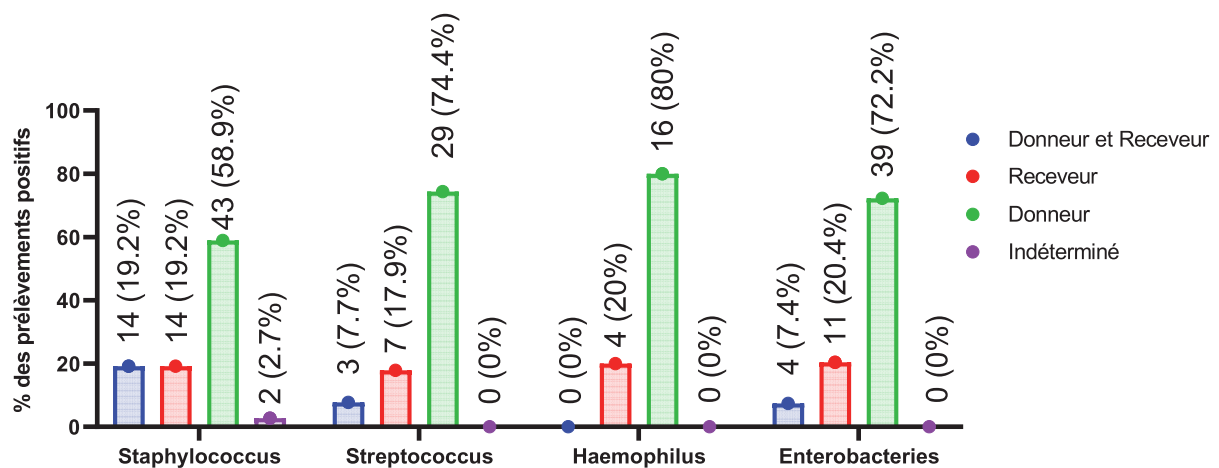 % des prélèvements positifs
100
80
60
40
20
0
14 (19.2%)
14 (19.2%)
43 (58.9%)
2 (2.7%)
3 (7.7%)
7 (17.9%)
29 (74.4%)
0 (0%)
0 (0%)
4 (20%)
16 (80%)
0 (0%)
4 (7.4%)
11 (20.4%)
39 (72.2%)
0 (0%)
Staphylococcus
Streptococcus
Haemophilus
Enterobacteries
Donneur et Receveur
Receveur
Donneur
Indéterminé